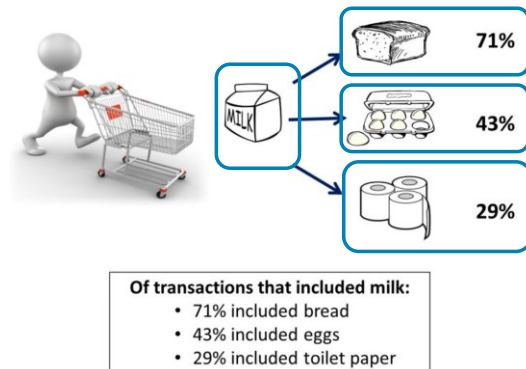 71%
MILK
43%
29%
Of transactions that included milk:
• 71% included bread
• 43% included eggs
• 29% included toilet paper